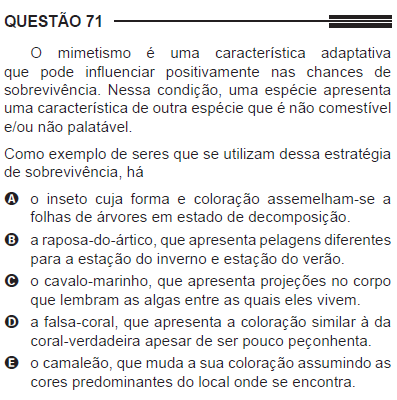 QUESTÃO 71
O mimetismo é uma característica adaptativa
que pode influenciar positivamente nas chances de
sobrevivência. Nessa condição, uma espécie apresenta
uma característica de outra espécie que é não comestível
e/ou não palatável.
Como exemplo de seres que se utilizam dessa estratégia
de sobrevivência, há
A o inseto cuja forma e coloração assemelham-se a
folhas de árvores em estado de decomposição.
B a raposa-do-ártico, que apresenta pelagens diferentes
para a estação do inverno e estação do verão.
C o cavalo-marinho, que apresenta projeções no corpo
que lembram as algas entre as quais eles vivem.
D a falsa-coral, que apresenta a coloração similar à da
coral-verdadeira apesar de ser pouco peçonhenta.
E o camaleão, que muda a sua coloração assumindo as
cores predominantes do local onde se encontra.